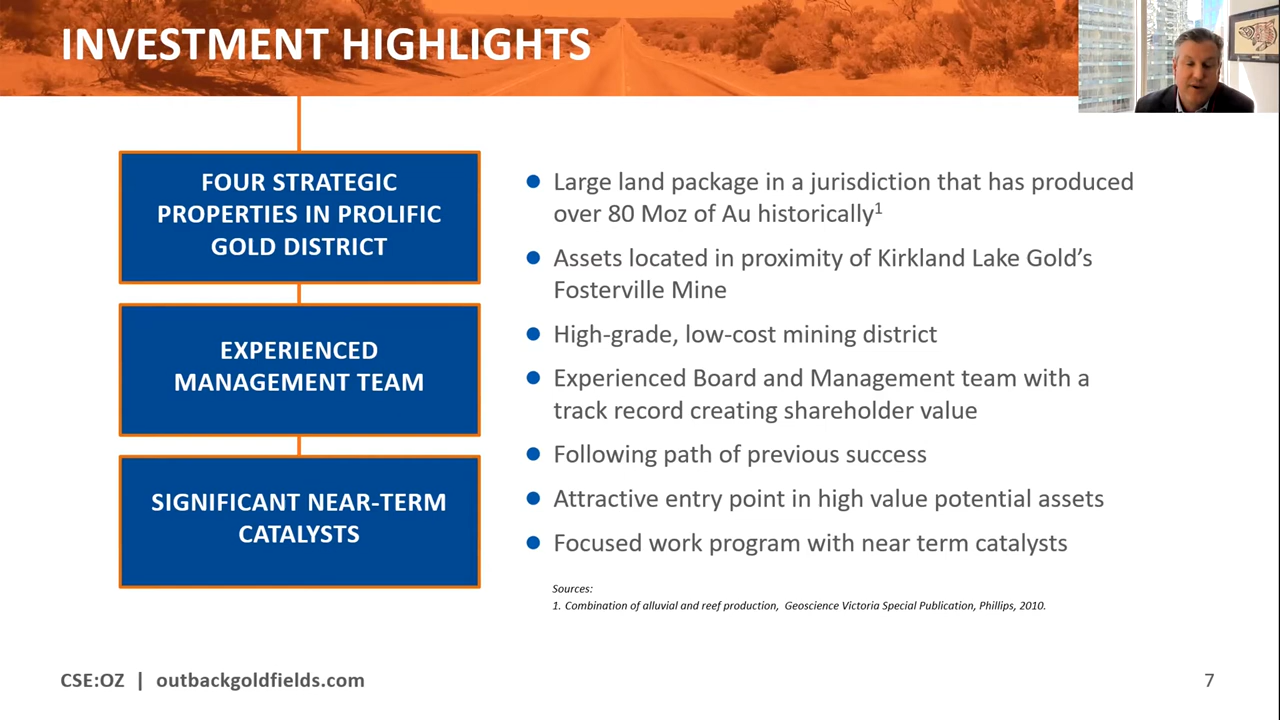 INVESTMENT HIGHLIGHTS
FOUR STRATEGIC
PROPERTIES IN PROLIFIC
GOLD DISTRICT
EXPERIENCED
MANAGEMENT TEAM
SIGNIFICANT NEAR-TERM
CATALYSTS
● Large land package in a jurisdiction that has produced
over 80 Moz of Au historically¹
● Assets located in proximity of Kirkland Lake Gold’s
Fosterville Mine
● High-grade, low-cost mining district
● Experienced Board and Management team with a
track record creating shareholder value
● Following path of previous success
● Attractive entry point in high value potential assets
● Focused work program with near term catalysts
Sources:
1. Combination of alluvial and reef production, Geoscience Victoria Special Publication, Phillips, 2010.
CSE:OZ | outbackgoldfields.com
7